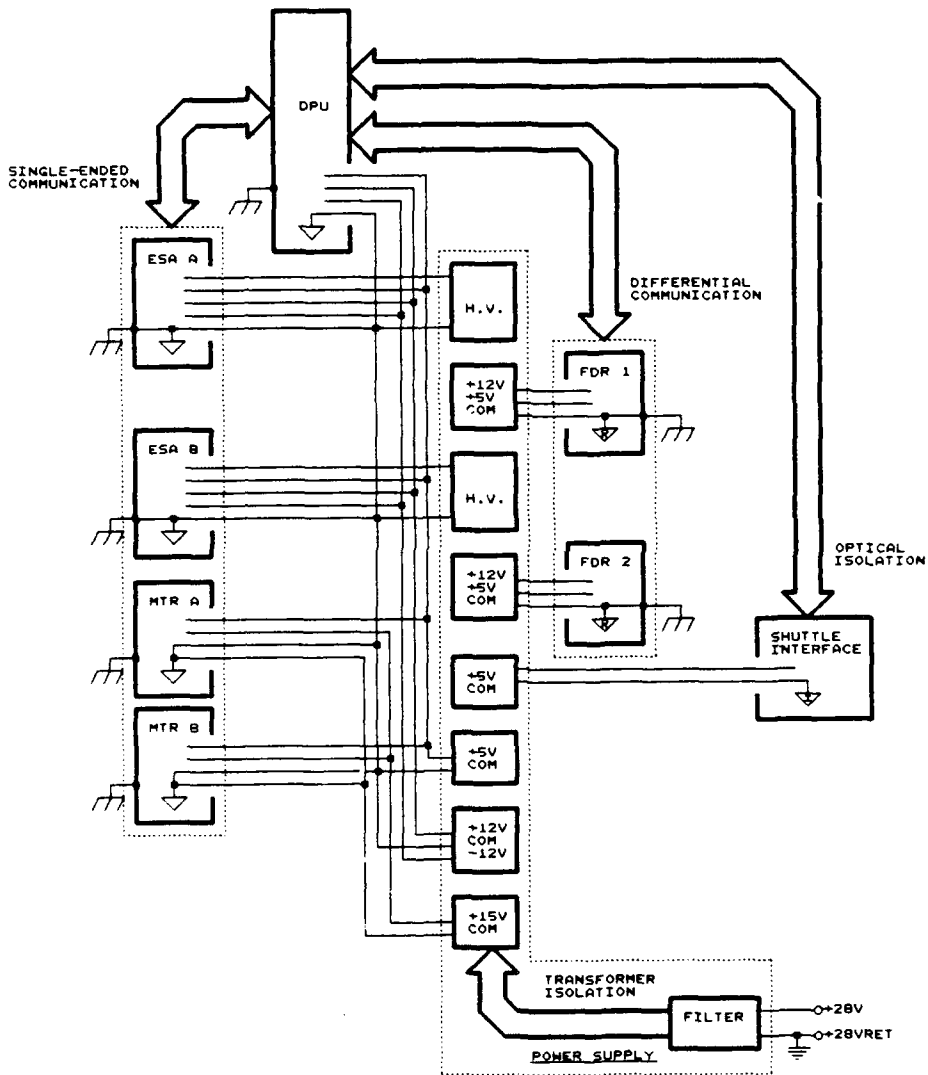 DPU
SINGLE-ENDED
COMMUNICATION
ESA A
H.V.
DIFFERENTIAL
COMMUNICATION
+12V
+5V
COM
FDR 1
ESA B
H.V.
+12V
+5V
COM
FDR 2
OPTICAL
ISOLATION
MTR A
SHUTTLE
INTERFACE
+5V
COM
MTR B
+5V
COM
+12V
COM
-12V
+15V
COM
TRANSFORMER
ISOLATION
FILTER
+28V
+28VRET
POWER SUPPLY